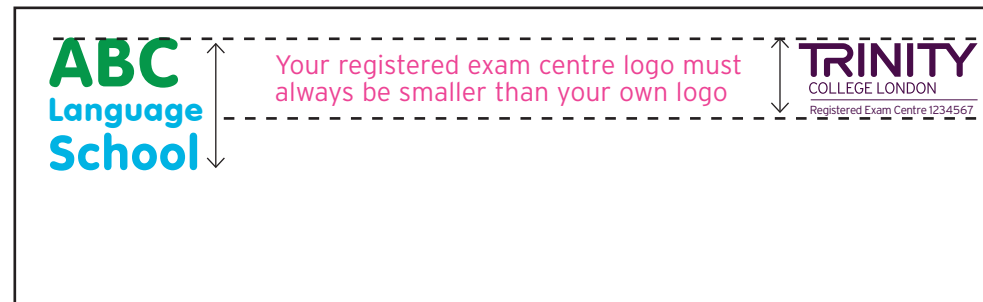 ABC
Language
School
Your registered exam centre logo must
always be smaller than your own logo
TRINITY
COLLEGE LONDON
Registered Exam Centre 1234567